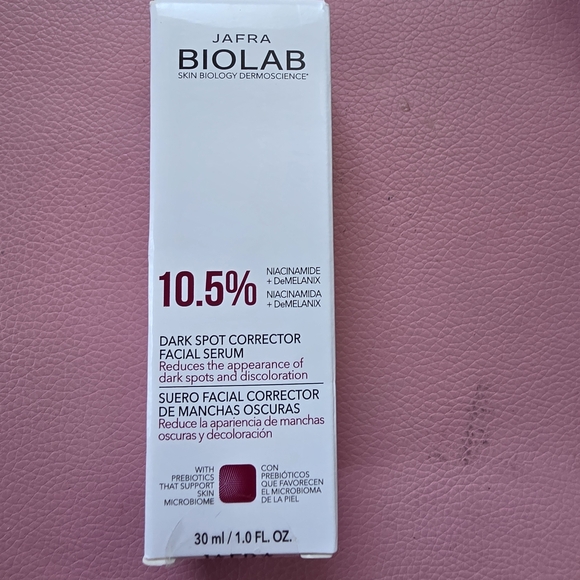 JAFRA
BIOLAB
SKIN BIOLOGY DERMOSCIENCE®
10.5%
NIACINAMIDE
+ DeMELANIX
NIACINAMIDA
+ DeMELANIX
DARK SPOT CORRECTOR
FACIAL SERUM
Reduces the appearance of
dark spots and discoloration
SUERO FACIAL CORRECTOR
DE MANCHAS OSCURAS
Reduce la apariencia de manchas
oscuras y decoloración
WITH
PREBIOTICS
THAT SUPPORT
SKIN
MICROBIOME
CON
PREBIÓTICOS
QUE FAVORECEN
EL MICROBIOMA
DE LA PIEL
30 ml / 1.0 FL. OZ.
JAFRA